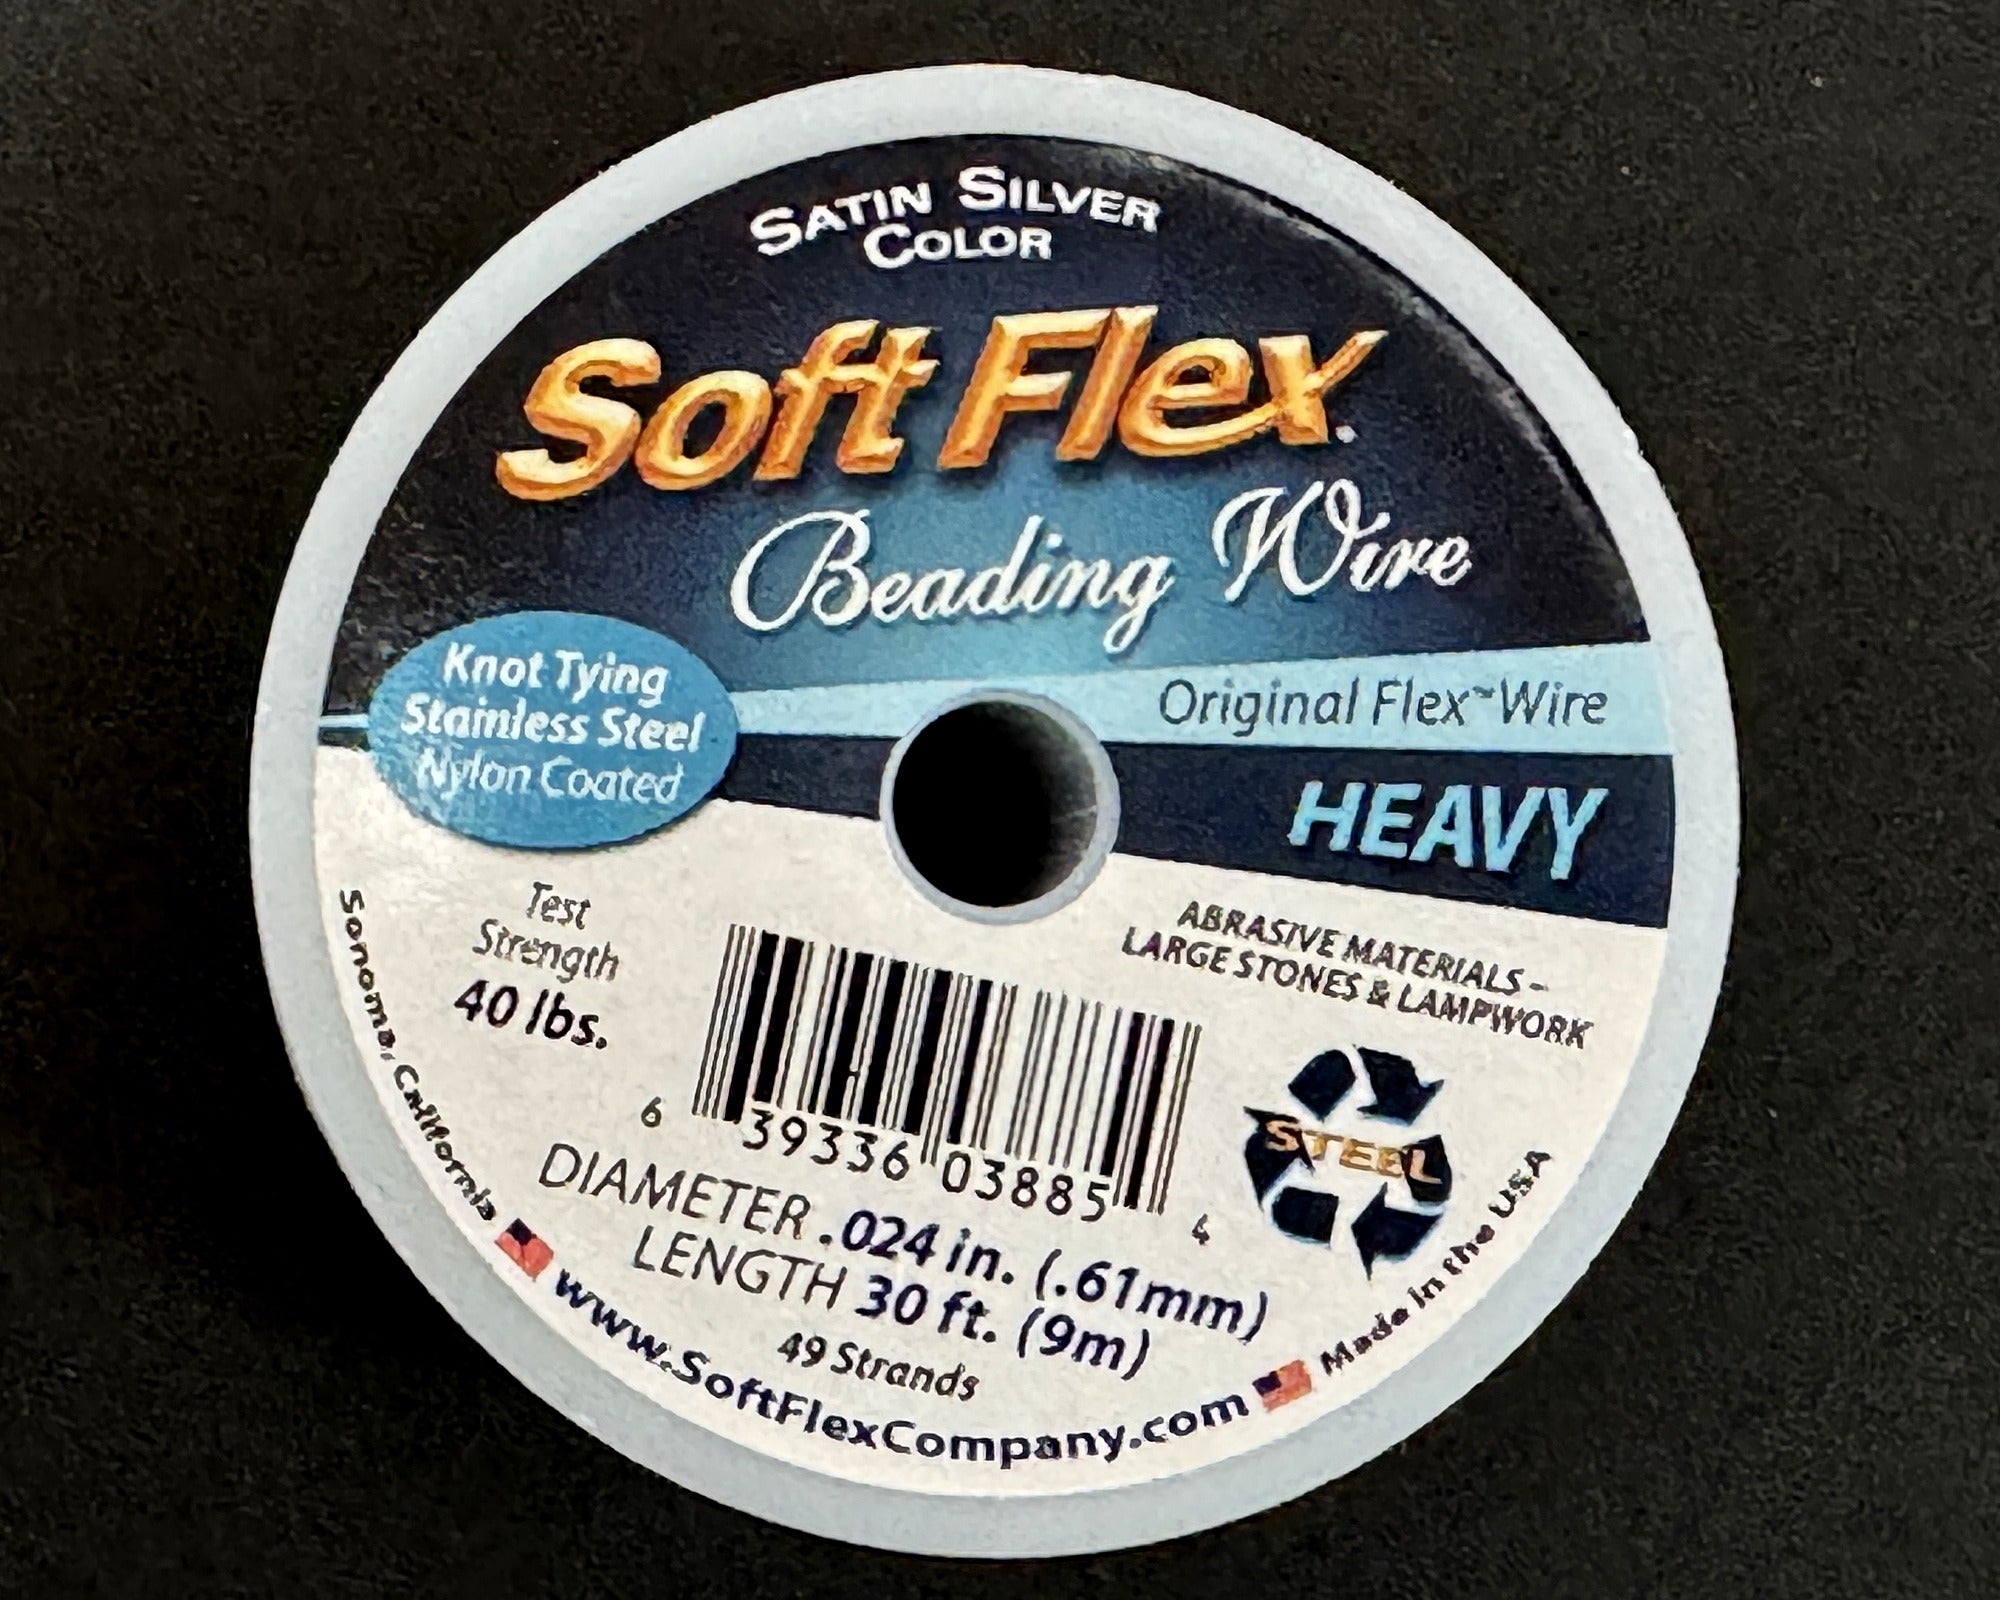 SATIN SILVER
COLOR
Soft Flex
Beading Wire
Knot Tying
Stainless Steel
Nylon Coated
Original Flex™ Wire
HEAVY
ABRASIVE MATERIALS –
LARGE STONES & LAMPWORK
Test
Strength
40 lbs.
6 39336 03885 4
STEEL
DIAMETER .024 in. (.61mm)
LENGTH 30 ft. (9m)
49 Strands
Sonoma, California
www.SoftFlexCompany.com
Made in the USA